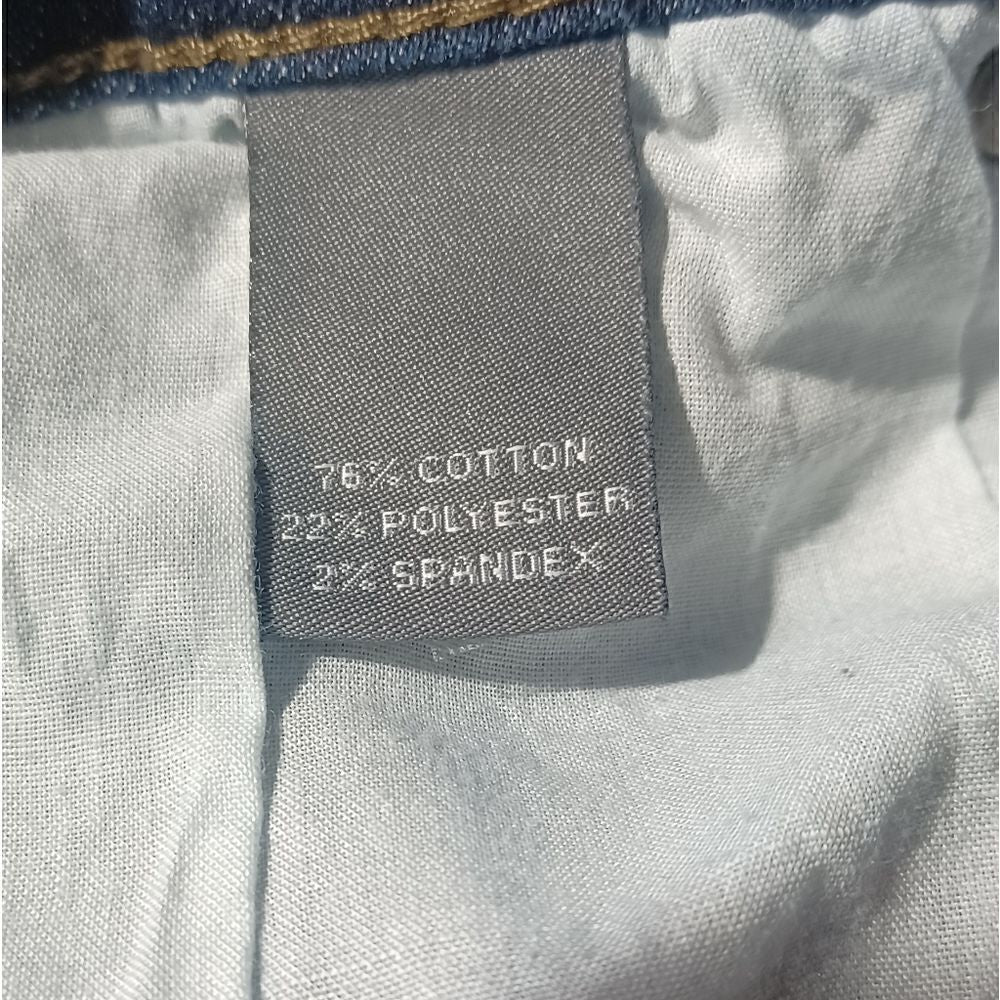 76% COTTON
22% POLYESTER
2% SPANDEX